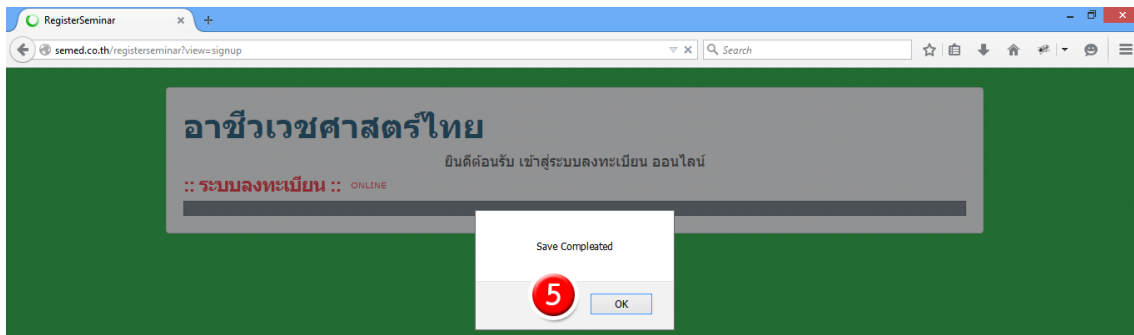 RegisterSeminar
semed.co.th/registerseminar?view=signup
Search
อาชีวเวชศาสตร์ไทย
ยินดีต้อนรับ เข้าสู่ระบบลงทะเบียน ออนไลน์
:: ระบบลงทะเบียน :: ONLINE
Save Compleated
5
OK